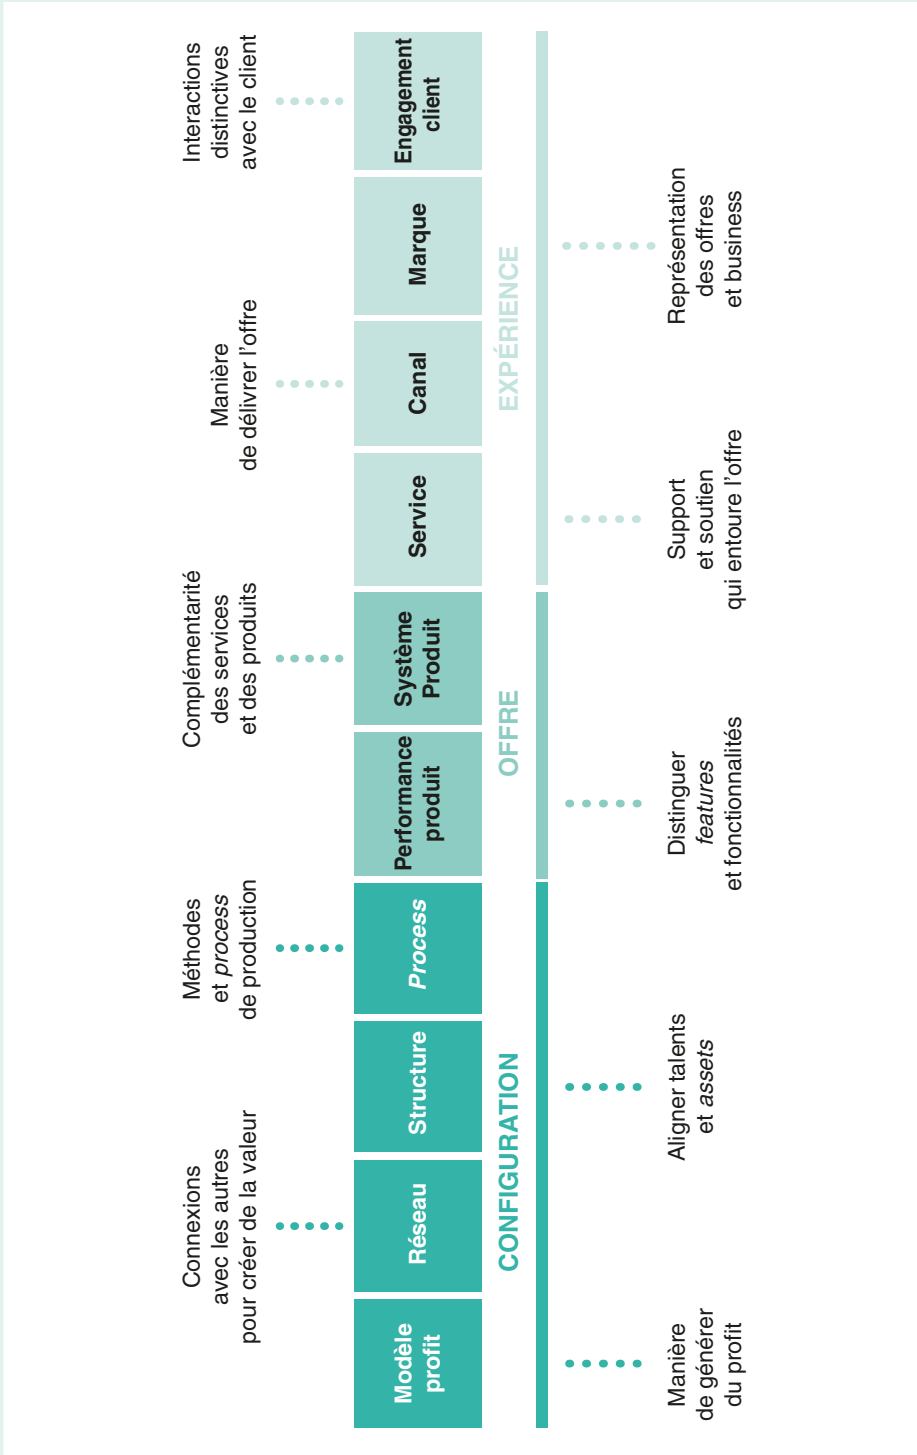 Connexions
avec les autres
pour créer de la valeur
Méthodes
et process
de production
Complémentarité
des services
et des produits
Manière
de délivrer l’offre
Interactions
distinctives
avec le client
Modèle
profit
Réseau
Structure
Process
Performance
produit
Système
Produit
Service
Canal
Marque
Engagement
client
CONFIGURATION
OFFRE
EXPÉRIENCE
Manière
de générer
du profit
Aligner talents
et assets
Distinguer
features
et fonctionnalités
Support
et soutien
qui entoure l’offre
Représentation
des offres
et business